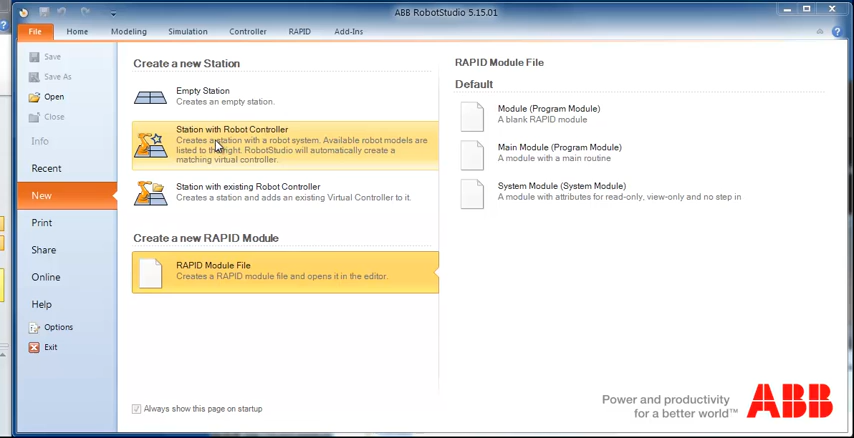 ABB RobotStudio 5.15.01
File Home Modeling Simulation Controller RAPID Add-Ins
Save
Save As
Open
Close
Info
Recent
New
Print
Share
Online
Help
Options
Exit
Create a new Station
Empty Station
Creates an empty station.
Station with Robot Controller
Creates a station with a robot system. Available robot models are
listed to the right. RobotStudio will automatically create a
matching virtual controller.
Station with existing Robot Controller
Creates a station and adds an existing Virtual Controller to it.
Create a new RAPID Module
RAPID Module File
Creates a RAPID module file and opens it in the editor.
Always show this page on startup
RAPID Module File
Default
Module (Program Module)
A blank RAPID module
Main Module (Program Module)
A module with a main routine
System Module (System Module)
A module with attributes for read-only, view-only and no step in
Power and productivity
for a better world™
ABB